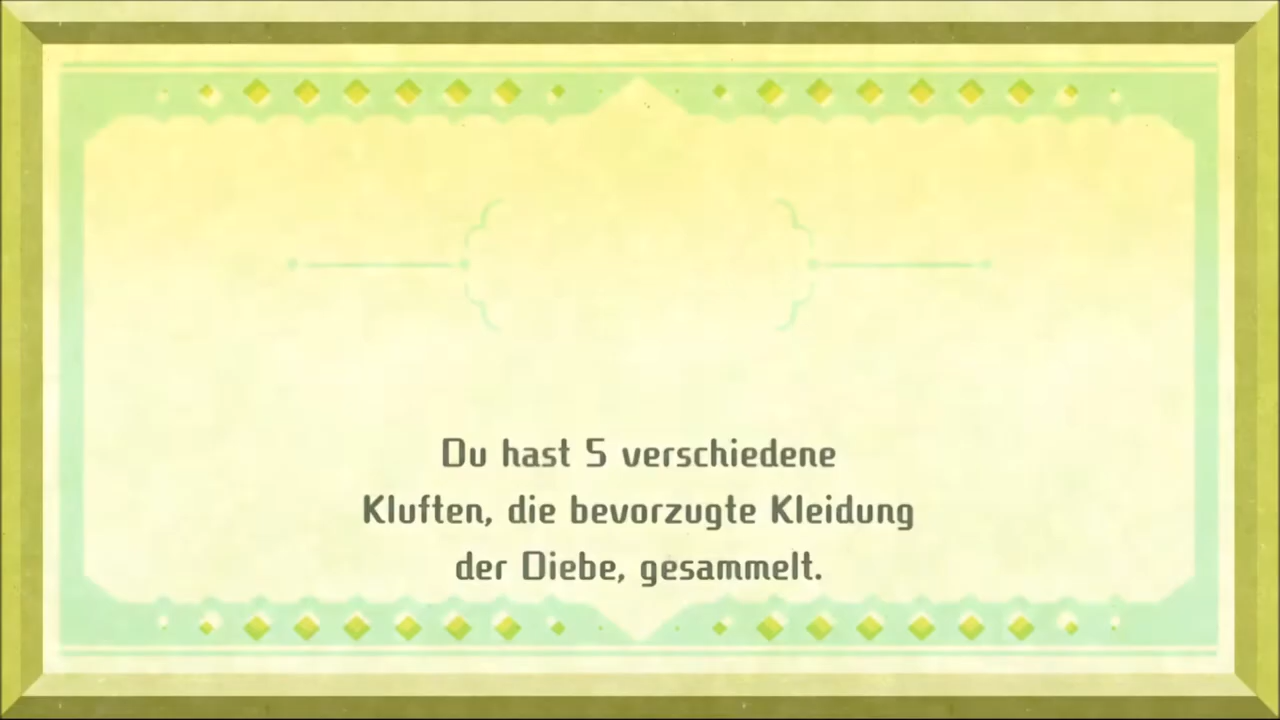 Du hast 5 verschiedene
Kluften, die bevorzugte Kleidung
der Diebe, gesammelt.